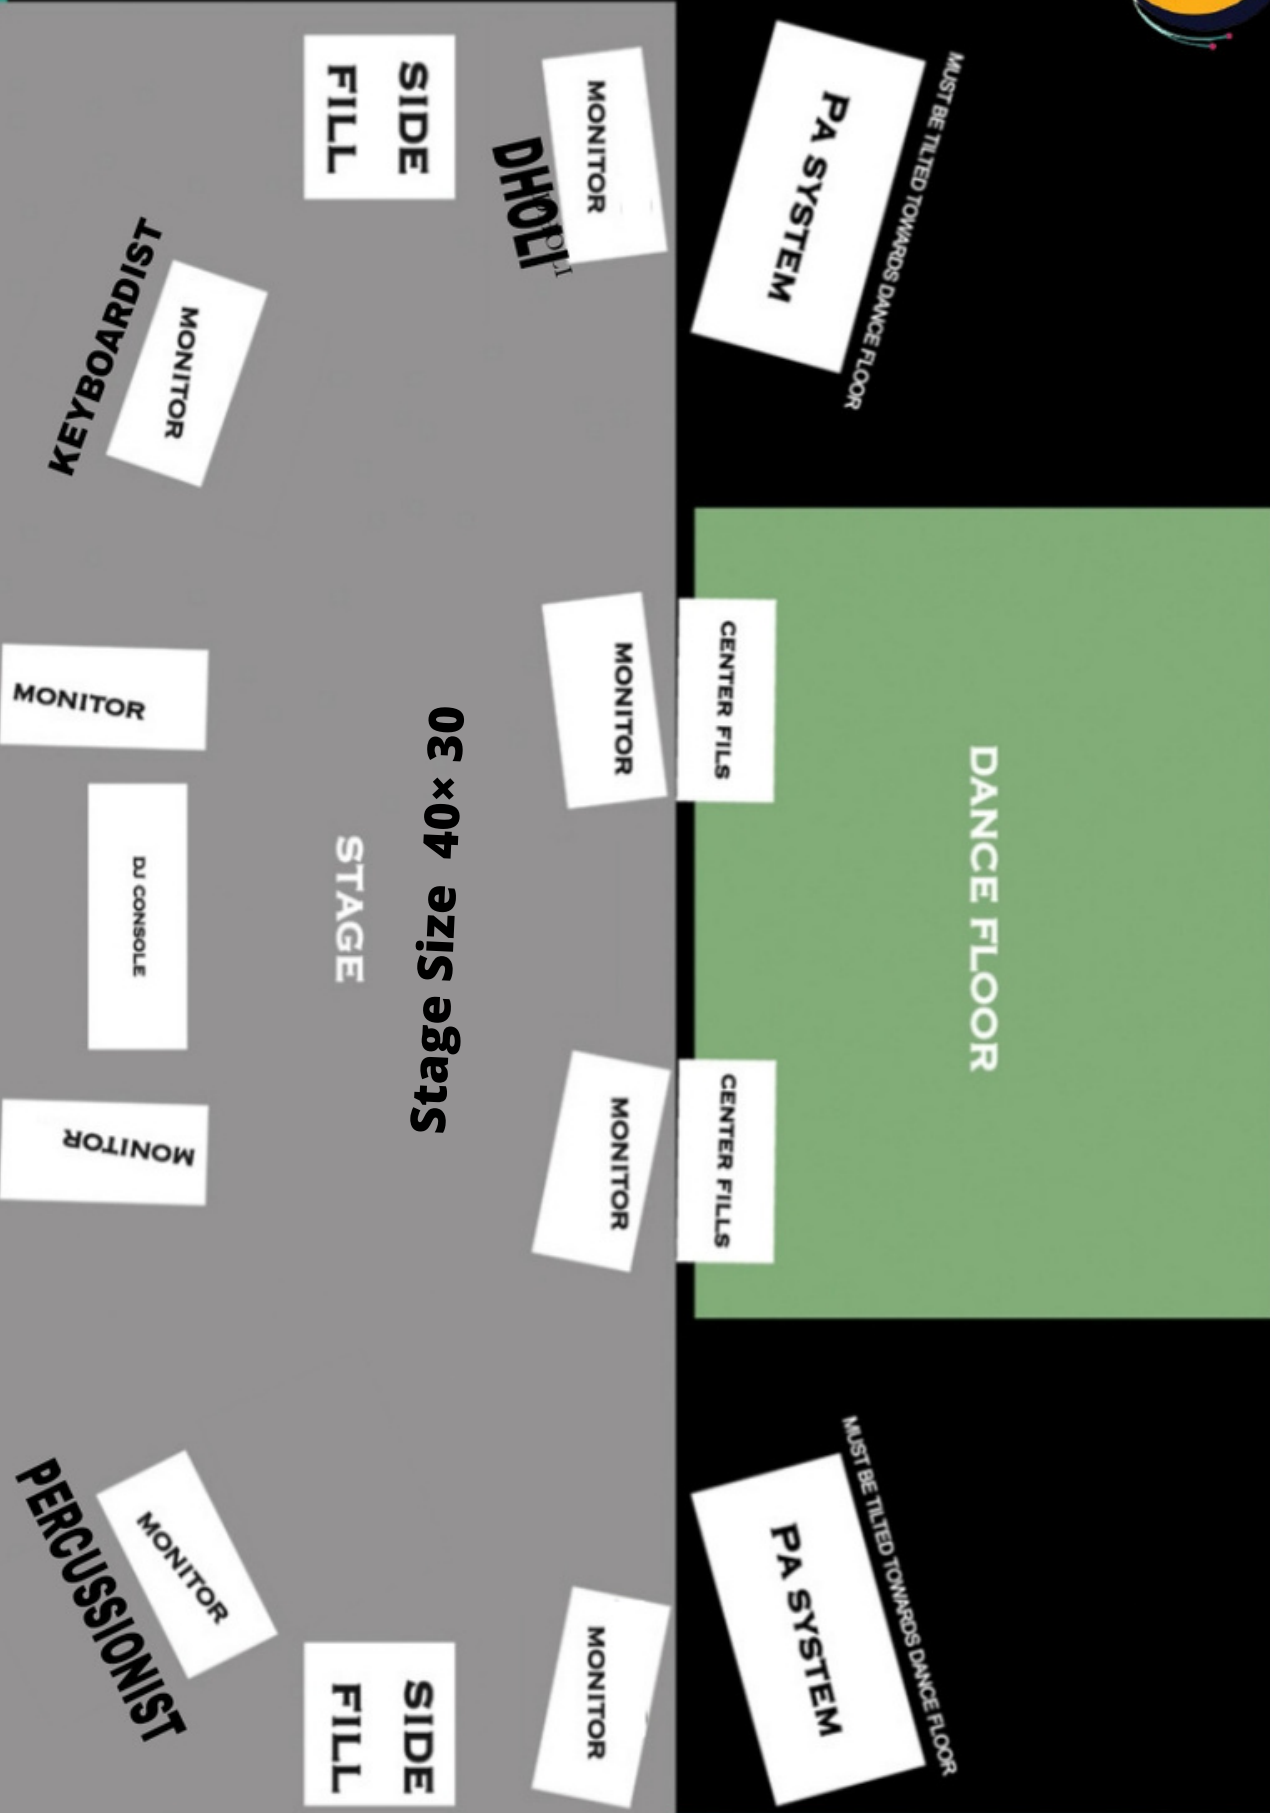 SIDE
FILL
MONITOR
DHOLI
DHOLI
PA SYSTEM
MUST BE TILTED TOWARDS DANCE FLOOR
KEYBOARDIST
MONITOR
MONITOR
MONITOR
CENTER FILS
DJ CONSOLE
STAGE
Stage Size 40× 30
DANCE FLOOR
MONITOR
MONITOR
CENTER FILLS
PERCUSSIONIST
MONITOR
SIDE
FILL
MONITOR
PA SYSTEM
MUST BE TILTED TOWARDS DANCE FLOOR